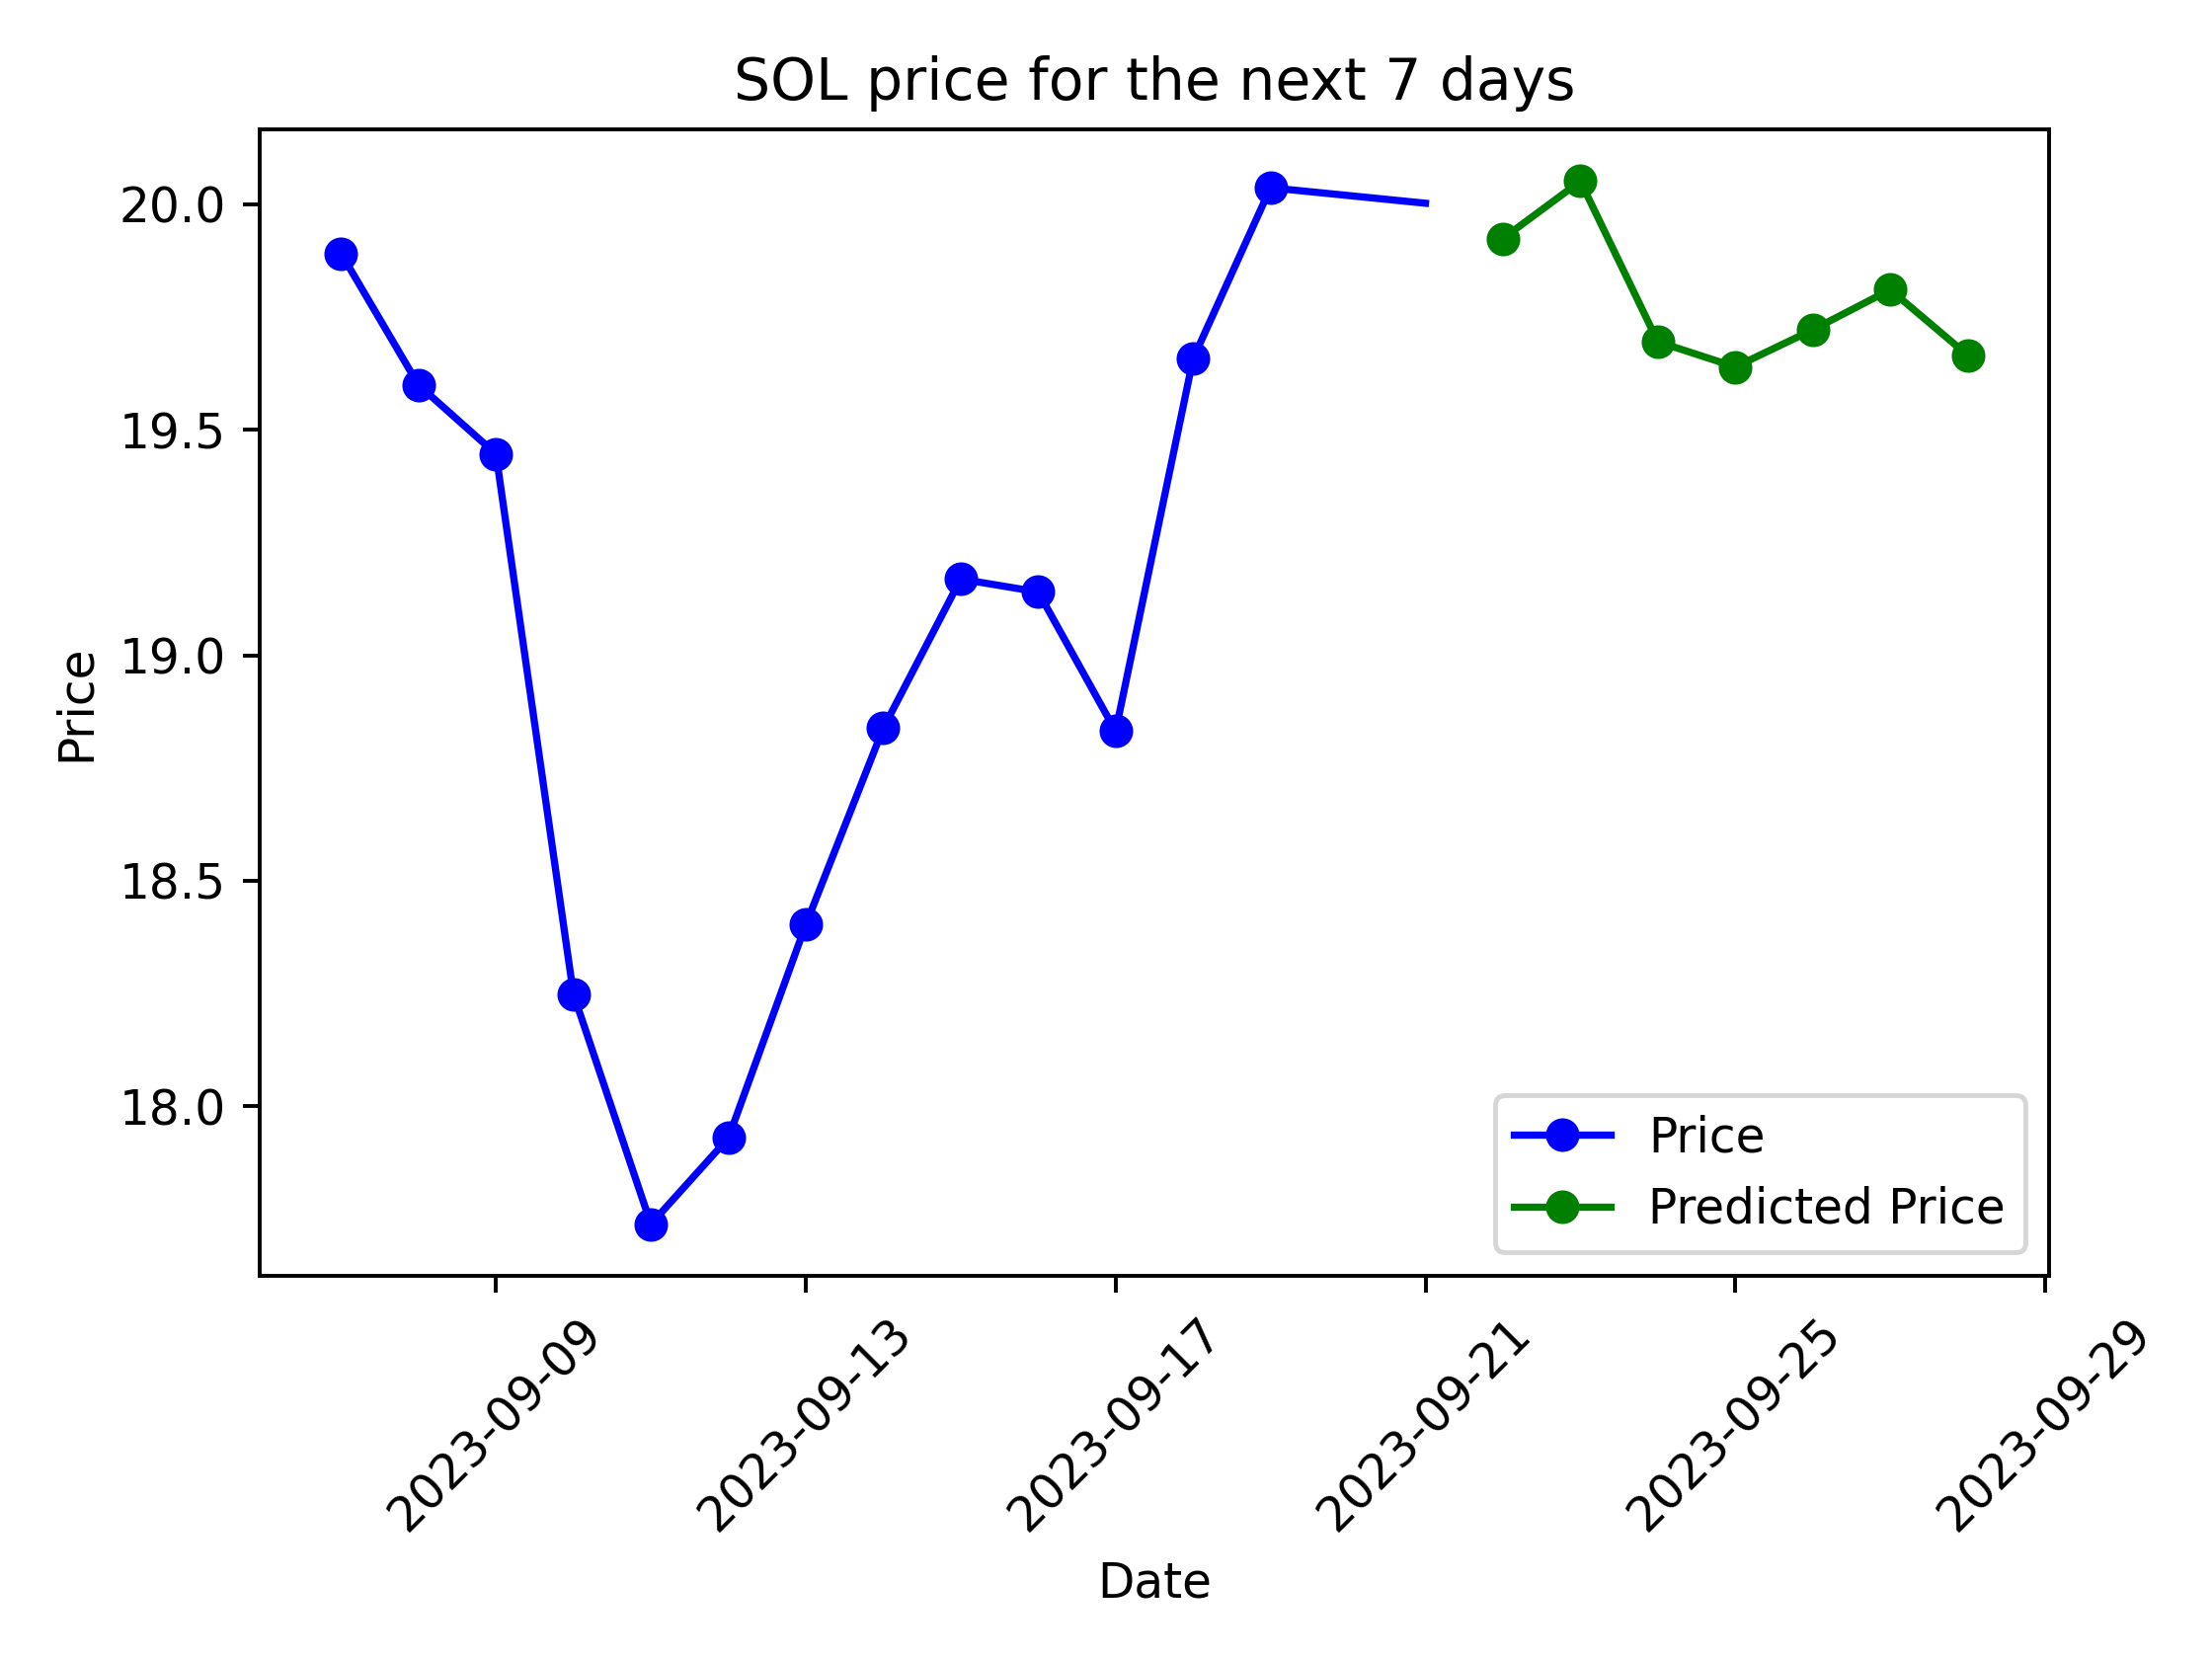 SOL price for the next 7 days
20.0
19.5
19.0
18.5
18.0
Price
Price
Predicted Price
2023-09-09
2023-09-13
2023-09-17
2023-09-21
2023-09-25
2023-09-29
Date